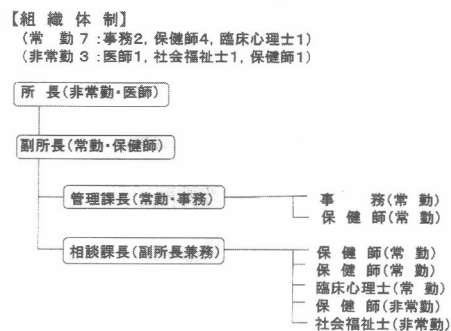 【組 織 体 制】
(常 勤 7 :事務2, 保健師4, 臨床心理士1)
(非常勤 3 :医師1, 社会福祉士1, 保健師1)
所 長(非常勤・医師)
副所長(常勤・保健師)
管理課長(常勤・事務)
事 務(常 勤)
保 健 師(常 勤)
相談課長(副所長兼務)
保 健 師(常 勤)
保 健 師(常 勤)
臨床心理士(常 勤)
保 健 師(非常勤)
社会福祉士(非常勤)